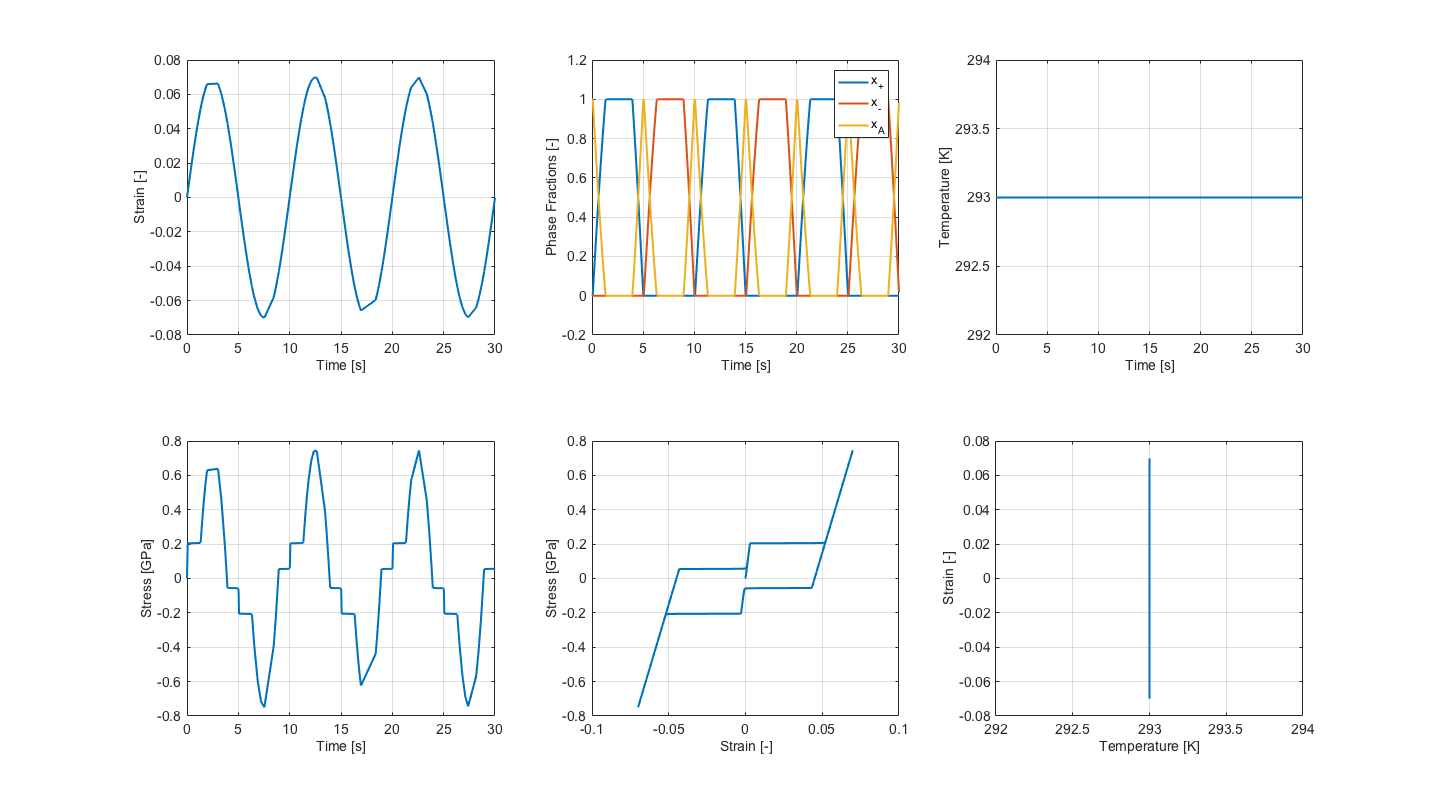 0.08
0.06
0.04
0.02
0
-0.02
-0.04
-0.06
-0.08
Strain [-]
0 5 10 15 20 25 30
Time [s]
1.2
1
0.8
0.6
0.4
0.2
0
-0.2
Phase Fractions [-]
x+
x-
xA
0 5 10 15 20 25 30
Time [s]
294
293.5
293
292.5
292
Temperature [K]
0 5 10 15 20 25 30
Time [s]
0.8
0.6
0.4
0.2
0
-0.2
-0.4
-0.6
-0.8
Stress [GPa]
0 5 10 15 20 25 30
Time [s]
0.8
0.6
0.4
0.2
0
-0.2
-0.4
-0.6
-0.8
Stress [GPa]
-0.1 -0.05 0 0.05 0.1
Strain [-]
0.08
0.06
0.04
0.02
0
-0.02
-0.04
-0.06
-0.08
Strain [-]
292 292.5 293 293.5 294
Temperature [K]